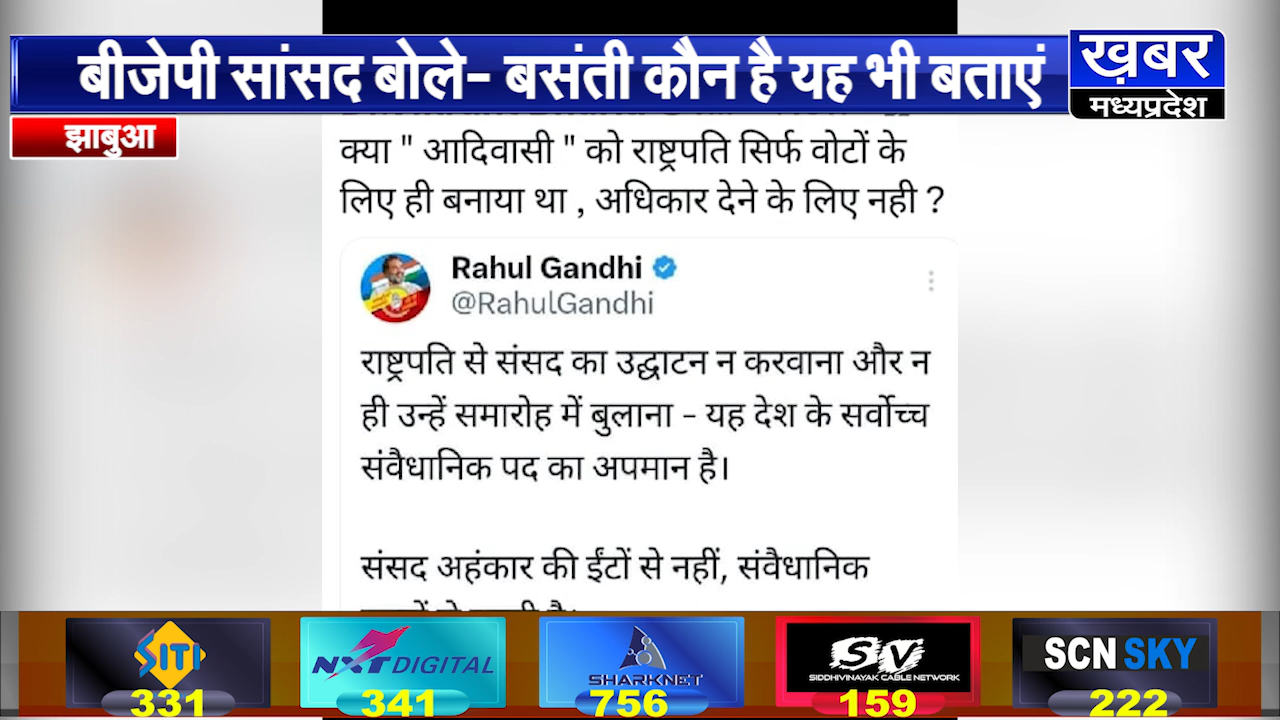 बीजेपी सांसद बोले- बसंती कौन है यह भी बताएं
ख़बर
मध्यप्रदेश
झाबुआ
क्या " आदिवासी " को राष्ट्रपति सिर्फ वोटों के
लिए ही बनाया था , अधिकार देने के लिए नही ?
Rahul Gandhi
@RahulGandhi
राष्ट्रपति से संसद का उद्घाटन न करवाना और न
ही उन्हें समारोह में बुलाना - यह देश के सर्वोच्च
संवैधानिक पद का अपमान है।
संसद अहंकार की ईंटों से नहीं, संवैधानिक
SITI
331
NXT DIGITAL
341
SHARKNET
756
SV
SIDDHIVINAYAK CABLE NETWORK
159
SCN SKY
222